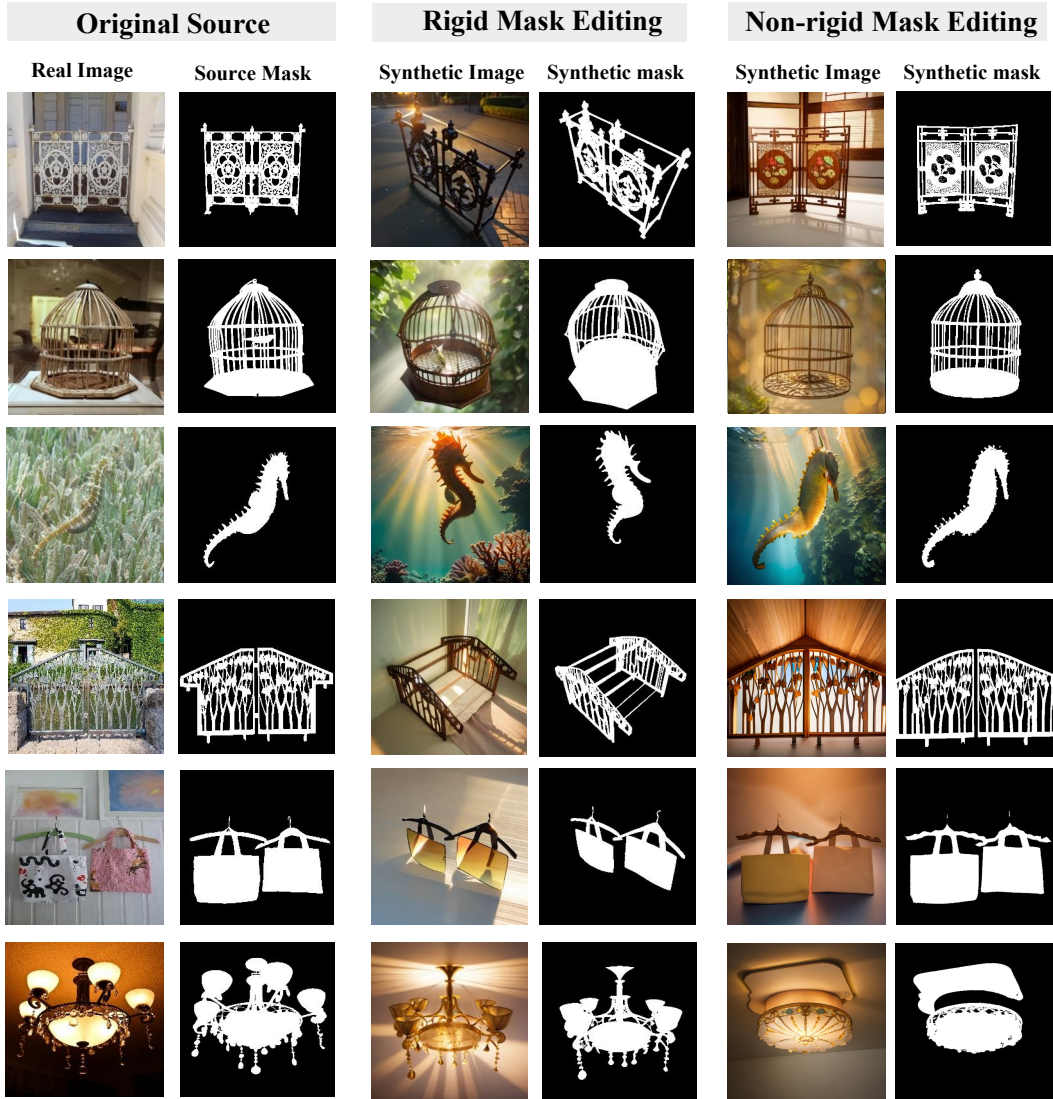 Original Source
Rigid Mask Editing
Non-rigid Mask Editing
Real Image
Source Mask
Synthetic Image
Synthetic mask
Synthetic Image
Synthetic mask